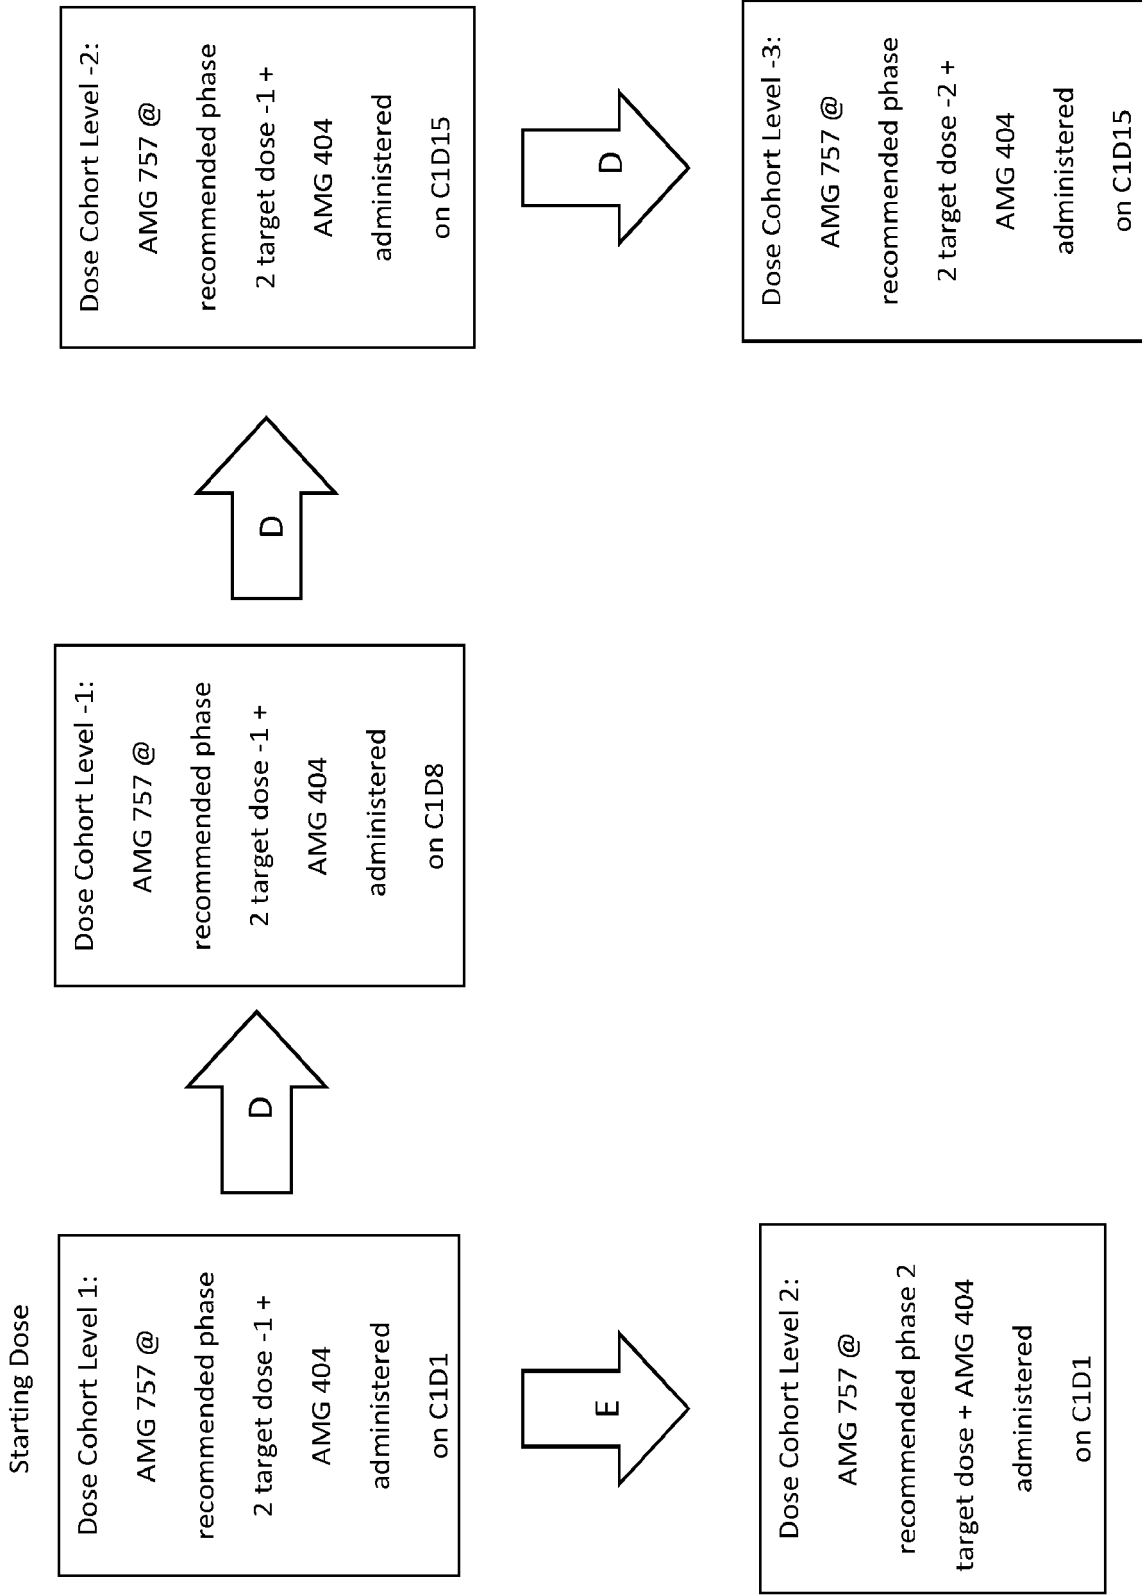 Starting Dose
Dose Cohort Level 1:
AMG 757 @
recommended phase
2 target dose -1 +
AMG 404
administered
on C1D1
D
Dose Cohort Level -1:
AMG 757 @
recommended phase
2 target dose -1 +
AMG 404
administered
on C1D8
D
Dose Cohort Level -2:
AMG 757 @
recommended phase
2 target dose -1 +
AMG 404
administered
on C1D15
E
D
Dose Cohort Level 2:
AMG 757 @
recommended phase 2
target dose + AMG 404
administered
on C1D1
Dose Cohort Level -3:
AMG 757 @
recommended phase
2 target dose -2 +
AMG 404
administered
on C1D15